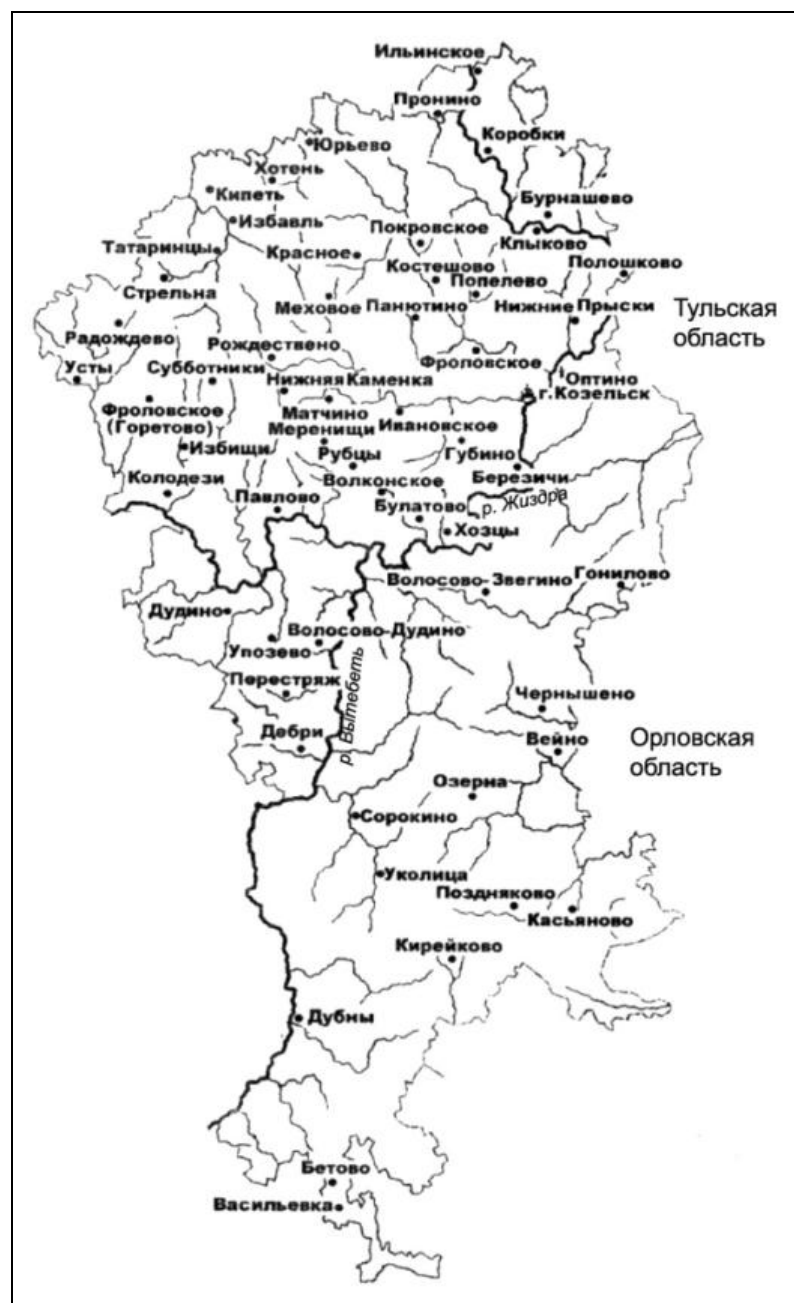 Ильинское
Пронино
Коробки
Юрьево
Хотень
Кипеть
Бурнашево
Избавль
Покровское
Клыково
Татаринцы
Красное
Костешово
Полошково
Стрельна
Попелево
Меховое
Панютино
Нижние Прыски
Тульская
область
Радождево
Рождествено
Фроловское
Усты
Субботники
Нижняя Каменка
Оптино
г. Козельск
Фроловское
(Горетово)
Матчино
Ивановское
Меренищи
Избищи
Рубцы
Губино
Колодези
Волконское
Березичи
Павлово
Булатово
р. Жиздра
Хозцы
Волосово-Звегино
Гонилово
Дудино
Волосово-Дудино
Упозево
Перестряж
р. Вытебеть
Чернышено
Дебри
Вейно
Орловская
область
Озерна
Сорокино
Уколица
Поздняково
Касьяново
Кирейково
Дубны
Бетово
Васильевка